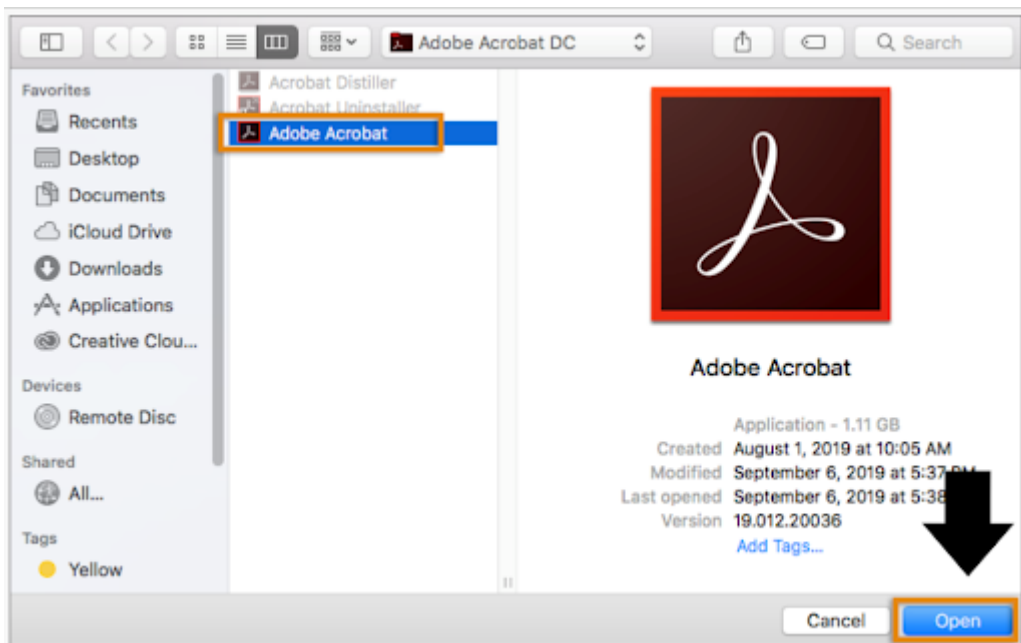 Adobe Acrobat DC
Search
Favorites
Recents
Desktop
Documents
iCloud Drive
Downloads
Applications
Creative Clou...
Devices
Remote Disc
Shared
All...
Tags
Yellow
Acrobat Distiller
Acrobat Uninstaller
Adobe Acrobat
Adobe Acrobat
Application - 1.11 GB
Created August 1, 2019 at 10:05 AM
Modified September 6, 2019 at 5:37 PM
Last opened September 6, 2019 at 5:38
Version 19.012.20036
Add Tags...
Cancel
Open